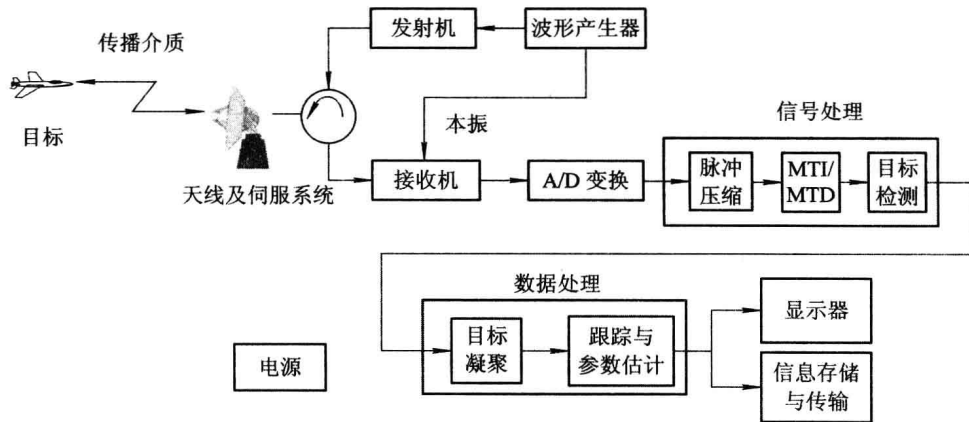 发射机
波形产生器
传播介质
目标
本振
天线及伺服系统
接收机
A/D 变换
信号处理
脉冲
压缩
MTI/
MTD
目标
检测
数据处理
目标
凝聚
跟踪与
参数估计
显示器
信息存储
与传输
电源